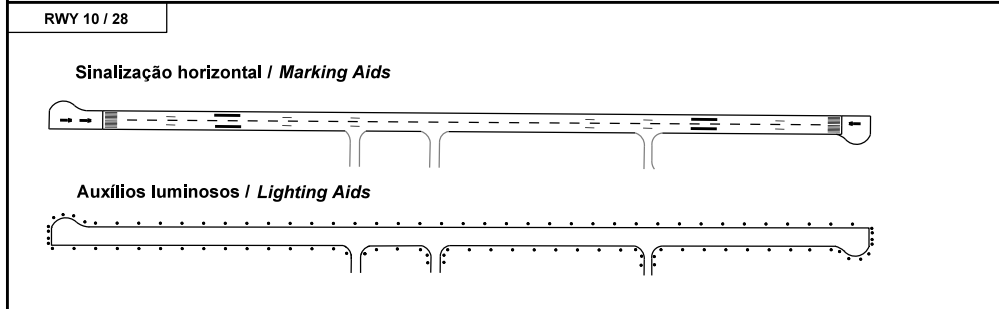 RWY 10 / 28
Sinalização horizontal / Marking Aids
Auxílios luminosos / Lighting Aids